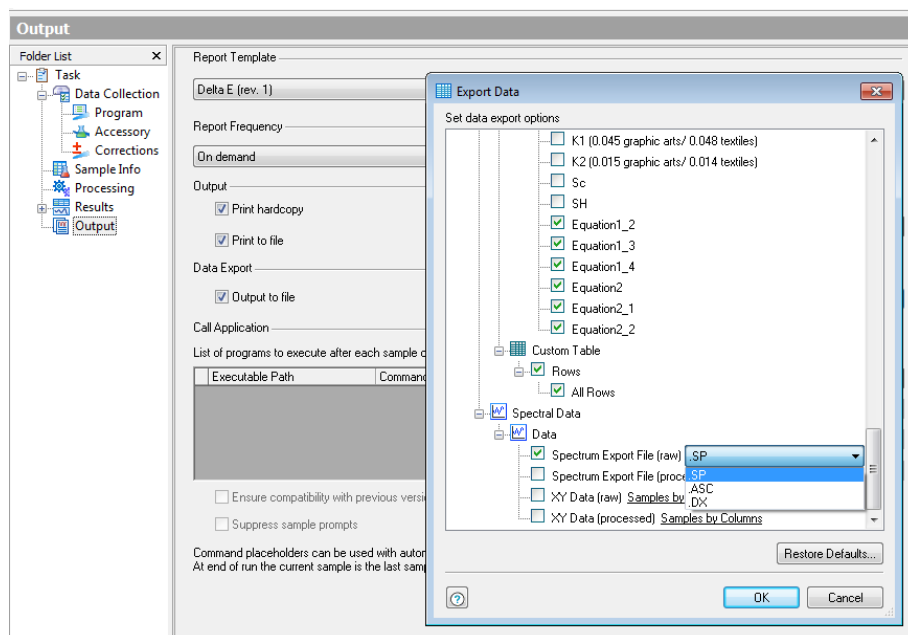 Output
Folder List
Task
Data Collection
Program
Accessory
Corrections
Sample Info
Processing
Results
Output
Report Template
Delta E (rev. 1)
Report Frequency
On demand
Output
Print hardcopy
Print to file
Data Export
Output to file
Call Application
List of programs to execute after each sample
Executable Path
Ensure compatibility with previous
Suppress sample prompts
Command placeholders can be used with
At end of run the current sample is the last
Export Data
Set data export options
K1 (0.045 graphic arts/ 0.048 textiles)
K2 (0.015 graphic arts/ 0.014 textiles)
Sc
SH
Equation1_2
Equation1_3
Equation1_4
Equation2
Equation2_1
Equation2_2
Custom Table
Rows
All Rows
Spectral Data
Data
Spectrum Export File (raw) .SP
Spectrum Export File .SP
.ASC
XY Data (raw) Samples by
.DX
XY Data (processed) Samples by Columns
Restore Defaults...
OK Cancel